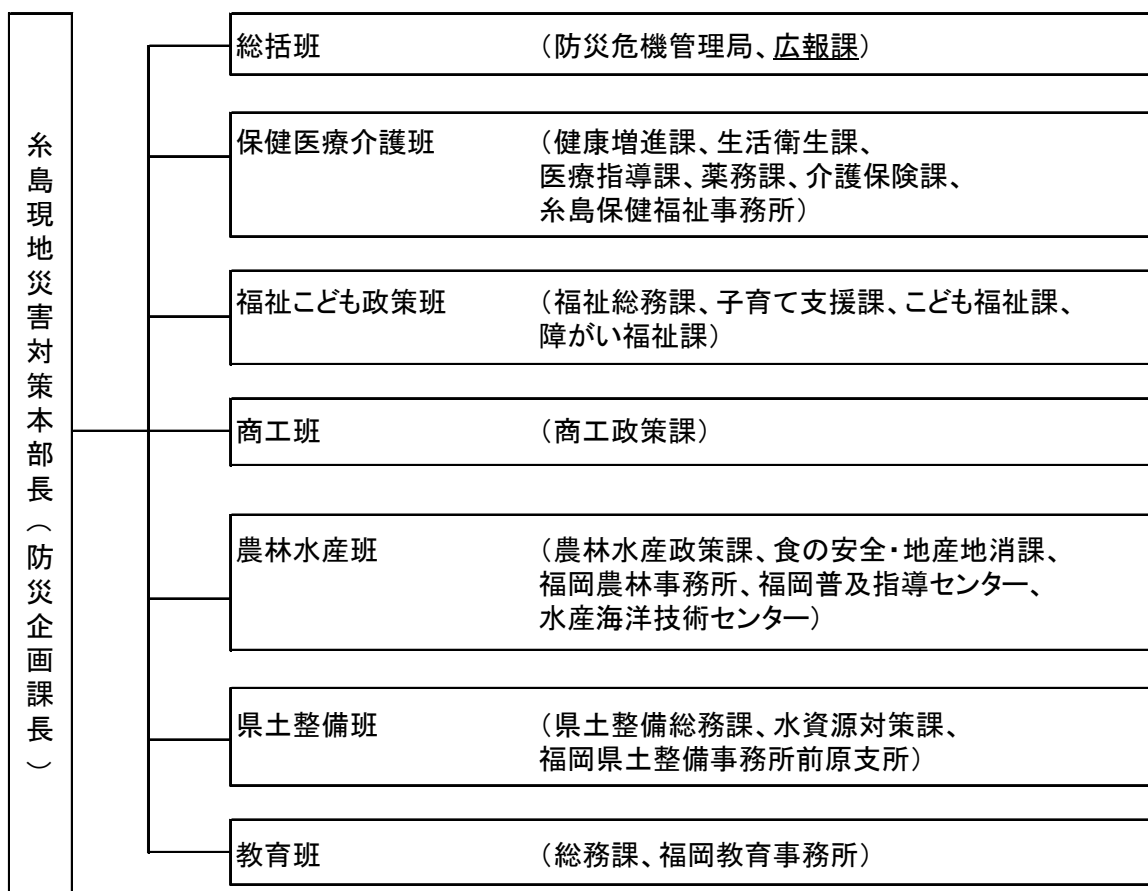 糸島現地災害対策本部長（防災企画課長）
総括班　（防災危機管理局、広報課）
保健医療介護班　（健康増進課、生活衛生課、
医療指導課、薬務課、介護保険課、
糸島保健福祉事務所）
福祉こども政策班　（福祉総務課、子育て支援課、こども福祉課、
障がい福祉課）
商工班　（商工政策課）
農林水産班　（農林水産政策課、食の安全・地産地消課、
福岡農林事務所、福岡普及指導センター、
水産海洋技術センター）
県土整備班　（県土整備総務課、水資源対策課、
福岡県土整備事務所前原支所）
教育班　（総務課、福岡教育事務所）